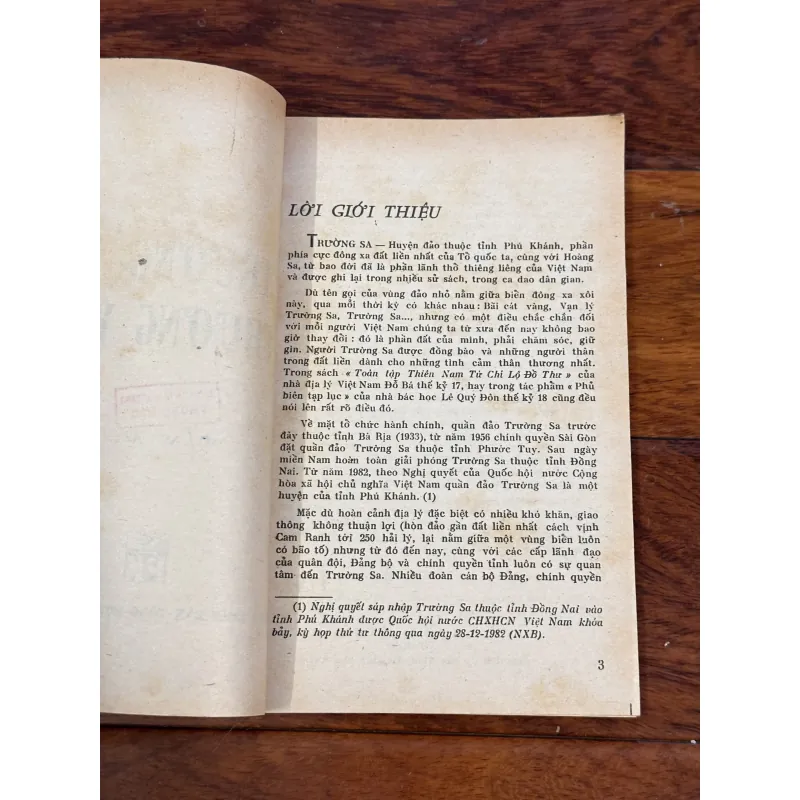 LỜI GIỚI THIỆU
TRƯỜNG SA — Huyện đảo thuộc tỉnh Phú Khánh, phần
phía cực đông xa đất liền nhất của Tổ quốc ta, cùng với Hoàng
Sa, từ bao đời đã là phần lãnh thổ thiêng liêng của Việt Nam
và được ghi lại trong nhiều sử sách, trong ca dao dân gian.
Dù tên gọi của vùng đảo nhỏ nằm giữa biển đông xa xôi
này, qua mỗi thời kỳ có khác nhau : Bãi cát vàng, Vạn lý
Trường Sa, Trường Sa..., nhưng có một điều chắc chắn đối
với mỗi người Việt Nam chúng ta từ xưa đến nay không bao
giờ thay đổi : đó là phần đất của mình, phải chăm sóc, giữ
gìn. Người Trường Sa được đồng bào và những người thân
trong đất liền dành cho những tình cảm thân thương nhất.
Trong sách « Toản tập Thiên Nam Tứ Chí Lộ Đồ Thư » của
nhà địa lý Việt Nam Đỗ Bá thế kỷ 17, hay trong tác phẩm « Phủ
biên tạp lục » của nhà bác học Lê Quý Đôn thế kỷ 18 cũng đều
nói lên rất rõ điều đó.
Về mặt tổ chức hành chính, quần đảo Trường Sa trước
đây thuộc tỉnh Bà Rịa (1933), từ năm 1956 chính quyền Sài Gòn
đặt quần đảo Trường Sa thuộc tỉnh Phước Tuy. Sau ngày
miền Nam hoàn toàn giải phóng Trường Sa thuộc tỉnh Đồng
Nai. Từ năm 1982, theo Nghị quyết của Quốc hội nước Cộng
hòa xã hội chủ nghĩa Việt Nam quần đảo Trường Sa là một
huyện của tỉnh Phú Khánh. (1)
Mặc dù hoàn cảnh địa lý đặc biệt có nhiều khó khăn, giao
thông không thuận lợi (hòn đảo gần đất liền nhất cách vịnh
Cam Ranh tới 250 hải lý, lại nằm giữa một vùng biển luôn
có bão tố) nhưng từ đó đến nay, cùng với các cấp lãnh đạo
của quân đội, Đảng bộ và chính quyền tỉnh luôn có sự quan
tâm đến Trường Sa. Nhiều đoàn cán bộ Đảng, chính quyền
(1) Nghị quyết sáp nhập Trường Sa thuộc tỉnh Đồng Nai vào
tỉnh Phú Khánh được Quốc hội nước CHXHCN Việt Nam khóa
bảy, kỳ họp thứ tư thông qua ngày 28-12-1982 (NXB).
3